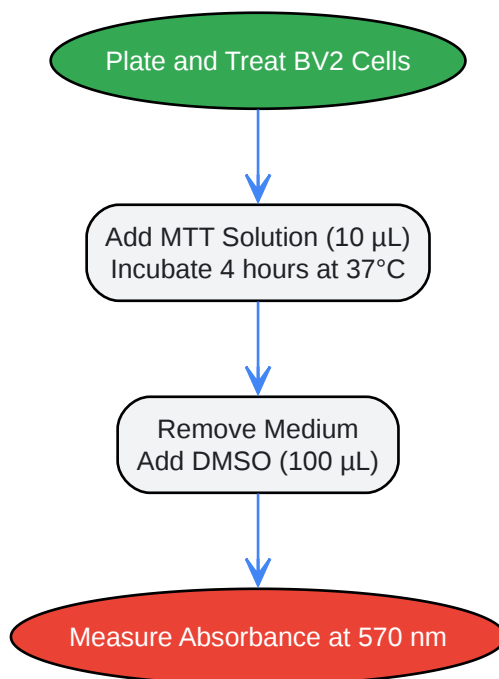 Plate and Treat BV2 Cells
Add MTT Solution (10 µL)
Incubate 4 hours at 37°C
Remove Medium
Add DMSO (100 µL)
Measure Absorbance at 570 nm